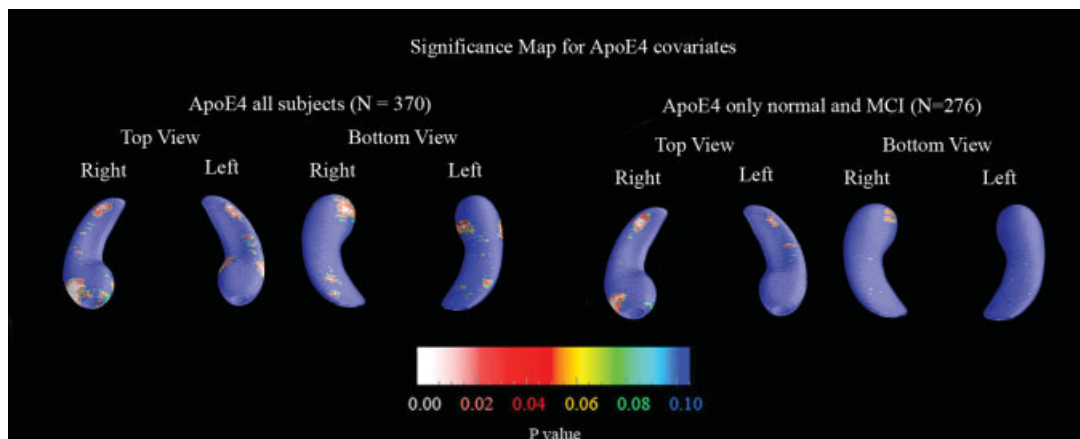 Significance Map for ApoE4 covariates
ApoE4 all subjects (N = 370)
Top View
Bottom View
Right
Left
Right
Left
ApoE4 only normal and MCI (N=276)
Top View
Bottom View
Right
Left
Right
Left
0.00 0.02 0.04 0.06 0.08 0.10
P value